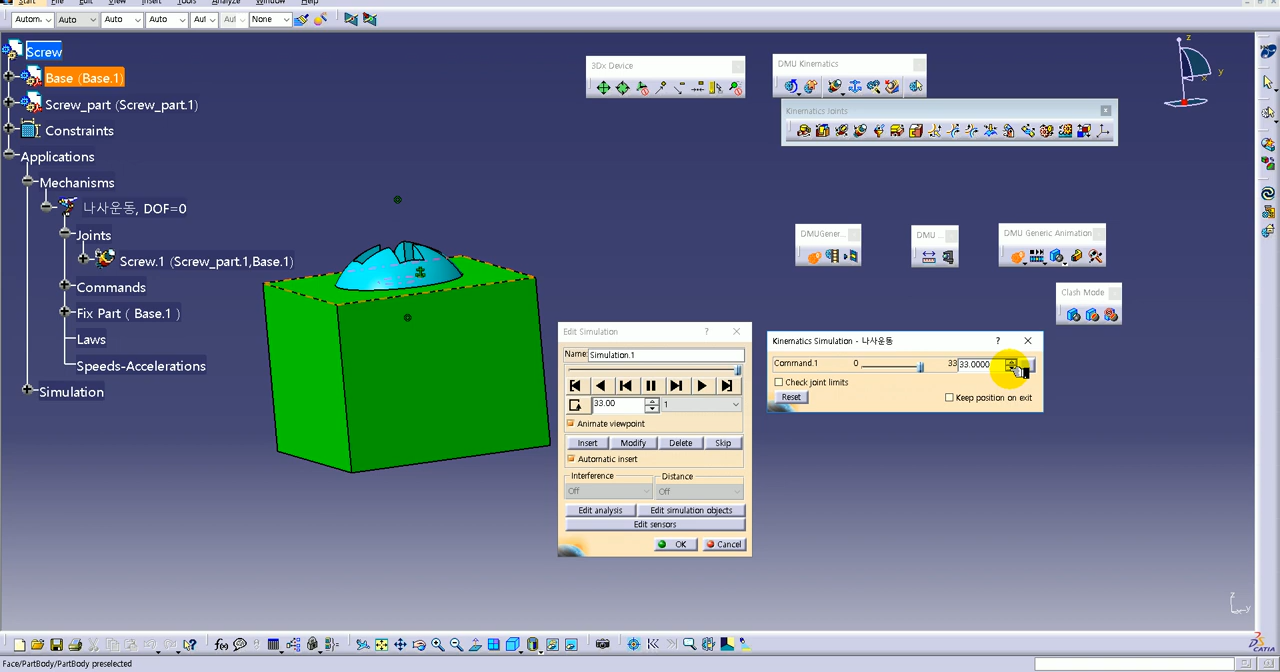 Start
File
Edit
View
Insert
Tools
Analyze
Window
Help
Autom.
Auto
Auto
Auto
Aul
Aul
None
Screw
Base (Base.1)
Screw_part (Screw_part.1)
Constraints
Applications
Mechanisms
나사운동, DOF=0
Joints
Screw.1 (Screw_part.1,Base.1)
Commands
Fix Part ( Base.1 )
Laws
Speeds-Accelerations
Simulation
3Dx Device
DMU Kinematics
Kinematics Joints
DMUGener...
DMU ...
DMU Generic Animation
Clash Mode
z
y
x
Edit Simulation
?
Name: Simulation.1
33.00
1
Animate viewpoint
Insert
Modify
Delete
Skip
Automatic insert
Interference
Distance
Off
Off
Edit analysis
Edit simulation objects
Edit sensors
OK
Cancel
Kinematics Simulation - 나사운동
?
Command.1
0
33
33.0000
Check joint limits
Reset
Keep position on exit
f(x)
z
y
CATIA
Face/PartBody/PartBody preselected